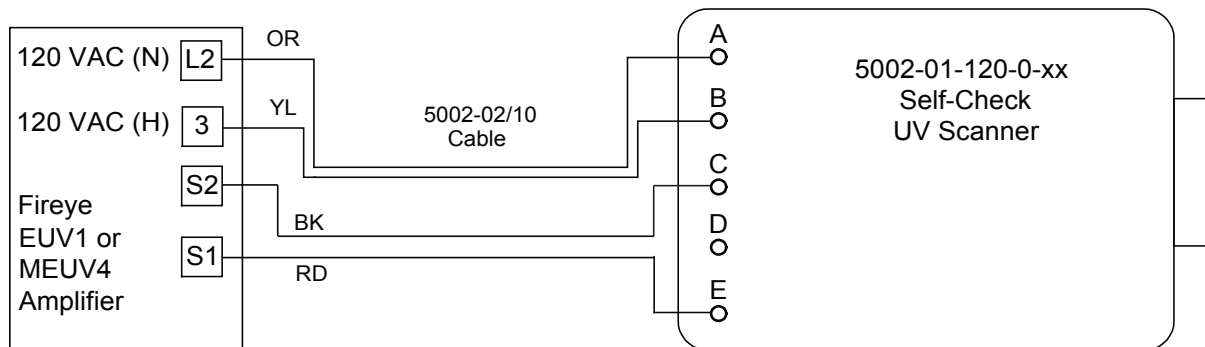 120 VAC (N) L2
OR
120 VAC (H) 3
YL
S2
BK
S1
RD
Fireye
EUV1 or
MEUV4
Amplifier
5002-02/10
Cable
A
B
C
D
E
5002-01-120-0-xx
Self-Check
UV Scanner